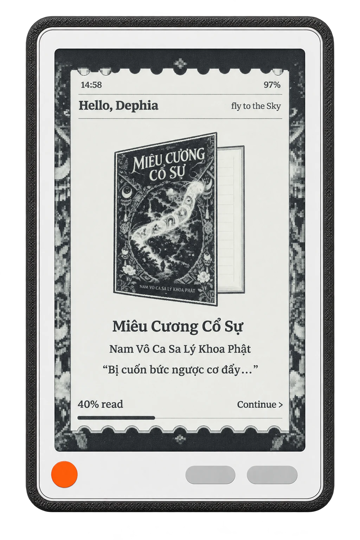 14:58 97%
Hello, Dephia fly to the Sky
MIÊU CƯƠNG
CỔ SỰ
NAM VÔ CA SA LÝ KHOA PHẬT
Miêu Cương Cổ Sự
Nam Vô Ca Sa Lý Khoa Phật
“Bị cuốn bức ngược cơ đấy...”
40% read Continue >